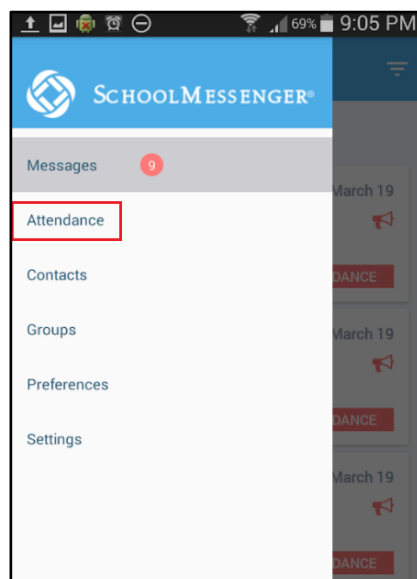 69% 9:05 PM
SCHOOLMESSENGER®
Messages 9
March 19
Attendance
DANCE
Contacts
Groups
March 19
Preferences
DANCE
Settings
March 19
DANCE